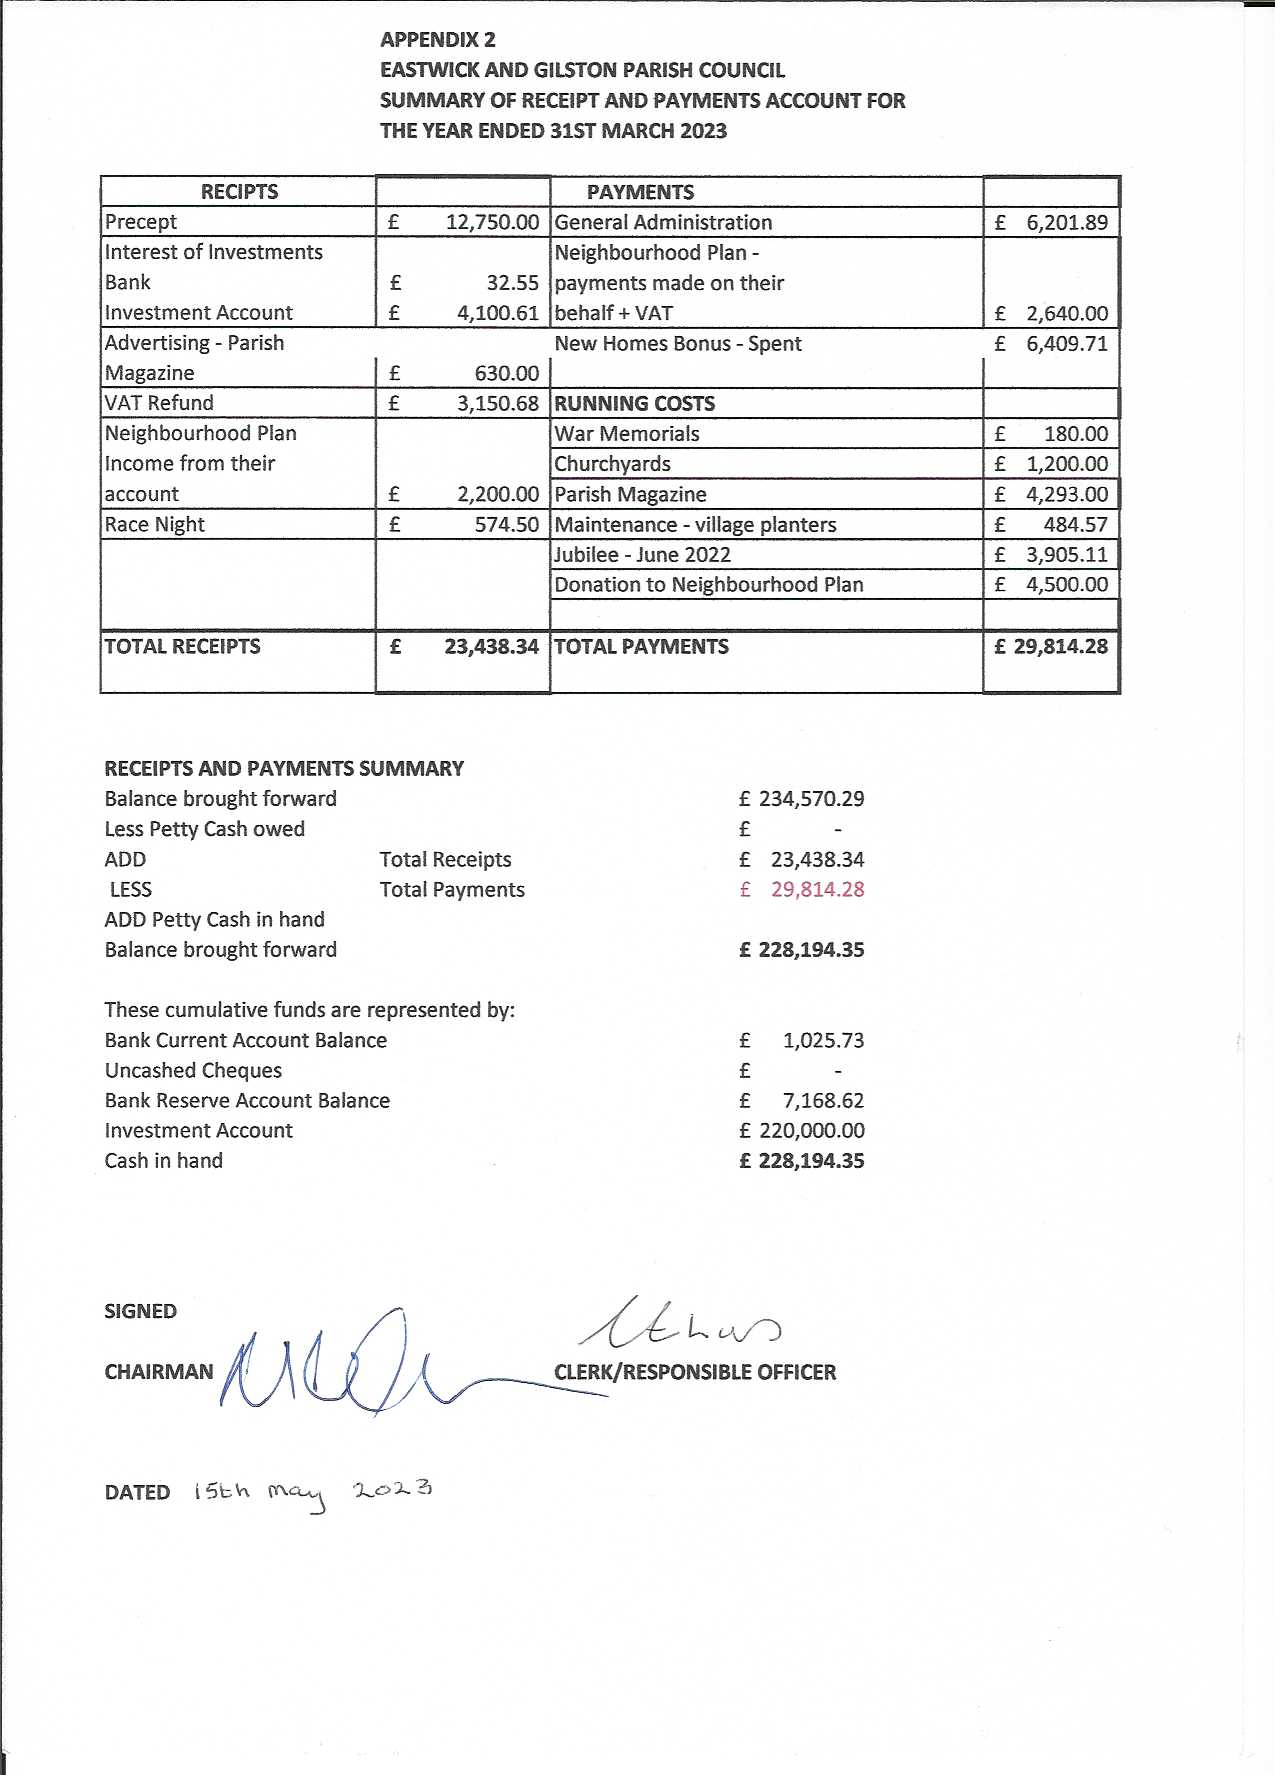 APPENDIX 2
EASTWICK AND GILSTON PARISH COUNCIL
SUMMARY OF RECEIPT AND PAYMENTS ACCOUNT FOR
THE YEAR ENDED 31ST MARCH 2023
RECIPTS PAYMENTS
Precept £ 12,750.00 General Administration £ 6,201.89
Interest of Investments Neighbourhood Plan -
Bank £ 32.55 payments made on their
Investment Account £ 4,100.61 behalf + VAT £ 2,640.00
Advertising - Parish New Homes Bonus - Spent £ 6,409.71
Magazine £ 630.00
VAT Refund £ 3,150.68 RUNNING COSTS
Neighbourhood Plan War Memorials £ 180.00
Income from their Churchyards £ 1,200.00
account £ 2,200.00 Parish Magazine £ 4,293.00
Race Night £ 574.50 Maintenance - village planters £ 484.57
Jubilee - June 2022 £ 3,905.11
Donation to Neighbourhood Plan £ 4,500.00
TOTAL RECEIPTS £ 23,438.34 TOTAL PAYMENTS £ 29,814.28
RECEIPTS AND PAYMENTS SUMMARY
Balance brought forward £ 234,570.29
Less Petty Cash owed £ -
ADD Total Receipts £ 23,438.34
LESS Total Payments £ 29,814.28
ADD Petty Cash in hand
Balance brought forward £ 228,194.35
These cumulative funds are represented by:
Bank Current Account Balance £ 1,025.73
Uncashed Cheques £ -
Bank Reserve Account Balance £ 7,168.62
Investment Account £ 220,000.00
Cash in hand £ 228,194.35
SIGNED
CHAIRMAN CLERK/RESPONSIBLE OFFICER
DATED 15th may 2023